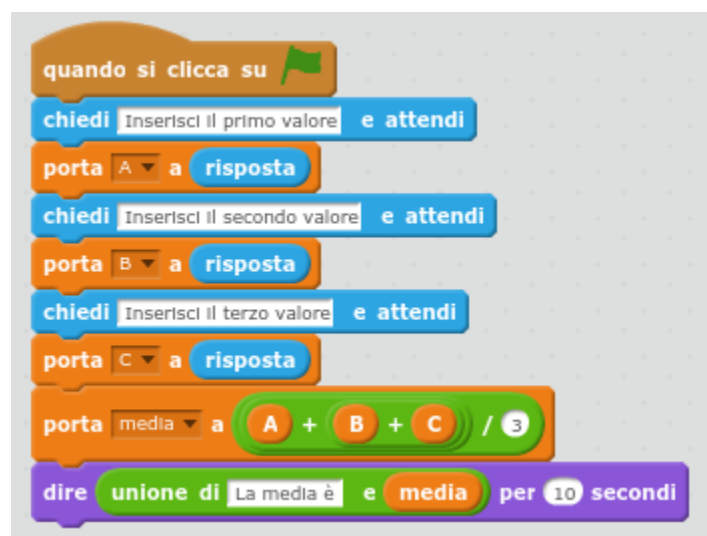 quando si clicca su
chiedi Inserisci il primo valore e attendi
porta A a risposta
chiedi Inserisci il secondo valore e attendi
porta B a risposta
chiedi Inserisci il terzo valore e attendi
porta C a risposta
porta media a A + B + C / 3
dire unione di La media è e media per 10 secondi